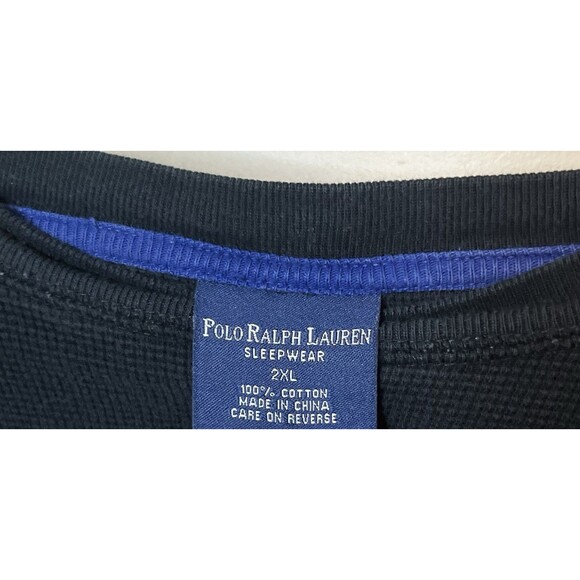 POLO RALPH LAUREN
SLEEPWEAR
2XL
100% COTTON
MADE IN CHINA
CARE ON REVERSE